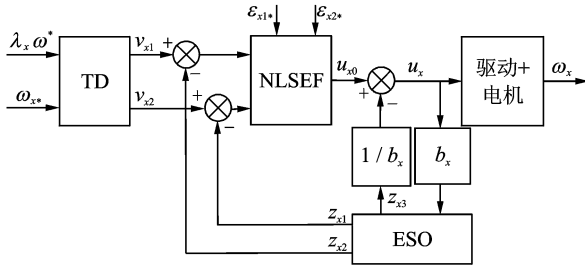 ε_{x1*} ε_{x2*}
λ_x ω^* v_{x1} + − TD NLSEF u_{x0} u_x 驱动+ 电机 ω_x
ω_{x*} v_{x2} + − + −
1 / b_x b_x
z_{x3}
z_{x1}
z_{x2} ESO